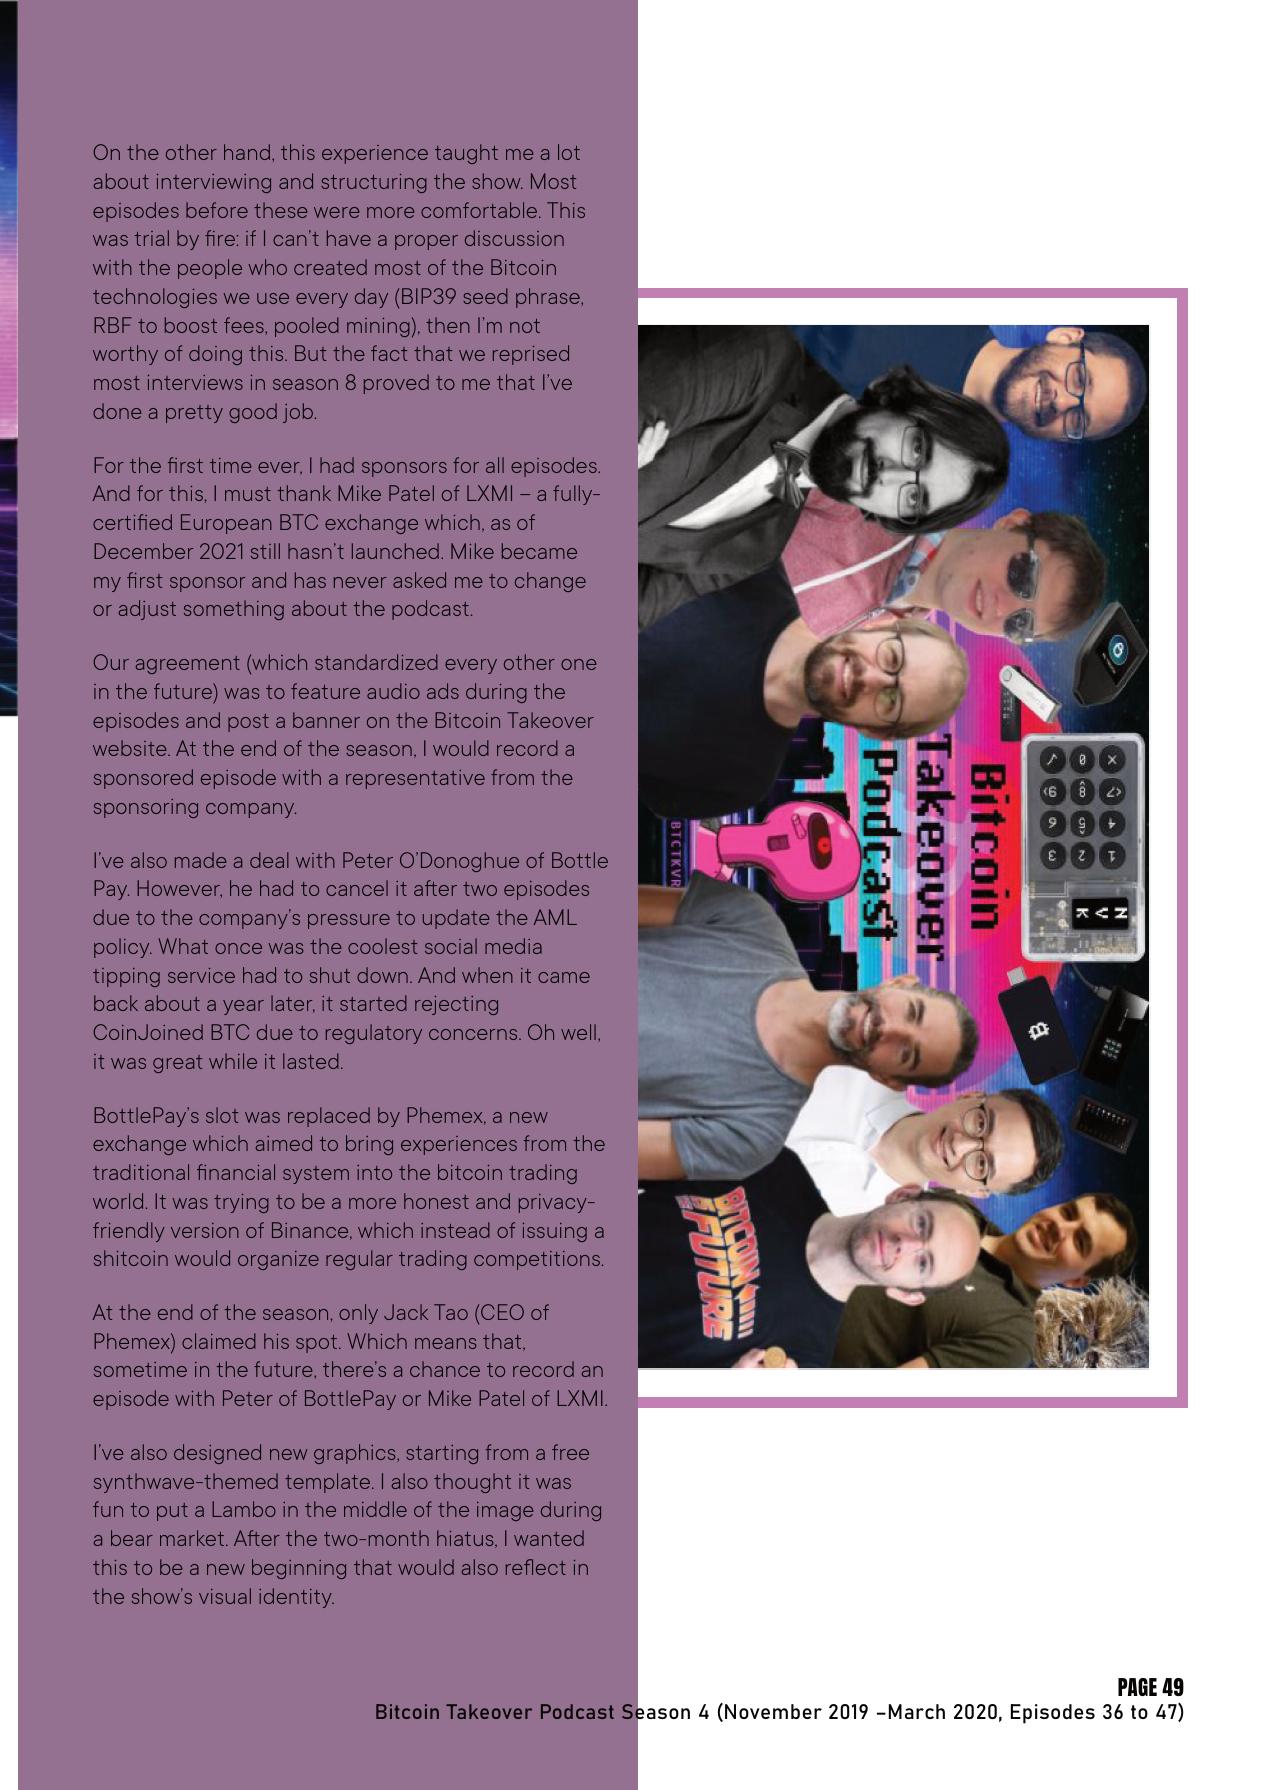 On the other hand, this experience taught me a lot
about interviewing and structuring the show. Most
episodes before these were more comfortable. This
was trial by fire: if I can't have a proper discussion
with the people who created most of the Bitcoin
technologies we use every day (BIP39 seed phrase,
RBF to boost fees, pooled mining), then I'm not
worthy of doing this. But the fact that we reprised
most interviews in season 8 proved to me that I've
done a pretty good job.
For the first time ever, I had sponsors for all episodes.
And for this, I must thank Mike Patel of LXMI – a fully-
certified European BTC exchange which, as of
December 2021 still hasn't launched. Mike became
my first sponsor and has never asked me to change
or adjust something about the podcast.
Our agreement (which standardized every other one
in the future) was to feature audio ads during the
episodes and post a banner on the Bitcoin Takeover
website. At the end of the season, I would record a
sponsored episode with a representative from the
sponsoring company.
I've also made a deal with Peter O'Donoghue of Bottle
Pay. However, he had to cancel it after two episodes
due to the company's pressure to update the AML
policy. What once was the coolest social media
tipping service had to shut down. And when it came
back about a year later, it started rejecting
CoinJoined BTC due to regulatory concerns. Oh well,
it was great while it lasted.
BottlePay's slot was replaced by Phemex, a new
exchange which aimed to bring experiences from the
traditional financial system into the bitcoin trading
world. It was trying to be a more honest and privacy-
friendly version of Binance, which instead of issuing a
shitcoin would organize regular trading competitions.
At the end of the season, only Jack Tao (CEO of
Phemex) claimed his spot. Which means that,
sometime in the future, there's a chance to record an
episode with Peter of BottlePay or Mike Patel of LXMI.
I've also designed new graphics, starting from a free
synthwave-themed template. I also thought it was
fun to put a Lambo in the middle of the image during
a bear market. After the two-month hiatus, I wanted
this to be a new beginning that would also reflect in
the show's visual identity.
Bitcoin
Takeover
Podcast
BTCTKVR
1 2 3
4 5 6
7 8 9
0
NVK
BITCOIN!!!!!
FUTURE
PAGE 49
Bitcoin Takeover Podcast Season 4 (November 2019 –March 2020, Episodes 36 to 47)